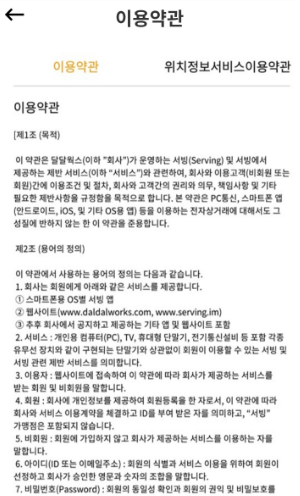 이용약관
이용약관
위치정보서비스이용약관
이용약관
[제1조 (목적)
이 약관은 달달웍스(이하 "회사")가 운영하는 서빙(Serving) 및 서빙에서
제공하는 제반 서비스(이하 "서비스")와 관련하여, 회사와 이용고객(비회원 또는
회원)간에 이용조건 및 절차, 회사와 고객간의 권리와 의무, 책임사항 및 기타
필요한 제반사항을 규정함을 목적으로 합니다. 본 약관은 PC통신, 스마트폰 앱
(안드로이드, iOS, 및 기타 OS용 앱) 등을 이용하는 전자상거래에 대해서도 그
성질에 반하지 않는 한 이 약관을 준용합니다.
제2조 (용어의 정의)
이 약관에서 사용하는 용어의 정의는 다음과 같습니다.
1. 회사는 회원에게 아래와 같은 서비스를 제공합니다.
① 스마트폰용 OS별 서빙 앱
② 웹사이트(www.daldalworks.com, www.serving.im)
③ 추후 회사에서 공지하고 제공하는 기타 앱 및 웹사이트 포함
2. 서비스 : 개인용 컴퓨터(PC), TV, 휴대형 단말기, 전기통신설비 등 포함 각종
유무선 장치와 같이 구현되는 단말기와 상관없이 회원이 이용할 수 있는 서빙 및
서빙 관련 제반 서비스를 의미합니다.
3. 이용자 : 웹사이트에 접속하여 이 약관에 따라 회사가 제공하는 서비스를
받는 회원 및 비회원을 말합니다.
4. 회원 : 회사에 개인정보를 제공하여 회원등록을 한 자로서, 이 약관에 따라
회사와 서비스 이용계약을 체결하고 ID를 부여 받은 자를 의미하고, "서빙"
가맹점은 포함되지 않습니다.
5. 비회원 : 회원에 가입하지 않고 회사가 제공하는 서비스를 이용하는 자를
말합니다.
6. 아이디(ID 또는 이메일주소) : 회원의 식별과 서비스 이용을 위하여 회원이
선정하고 회사가 승인한 영문과 숫자의 조합을 말합니다.
7. 비밀번호(Password) : 회원의 동일성 확인과 회원의 권익 및 비밀보호를